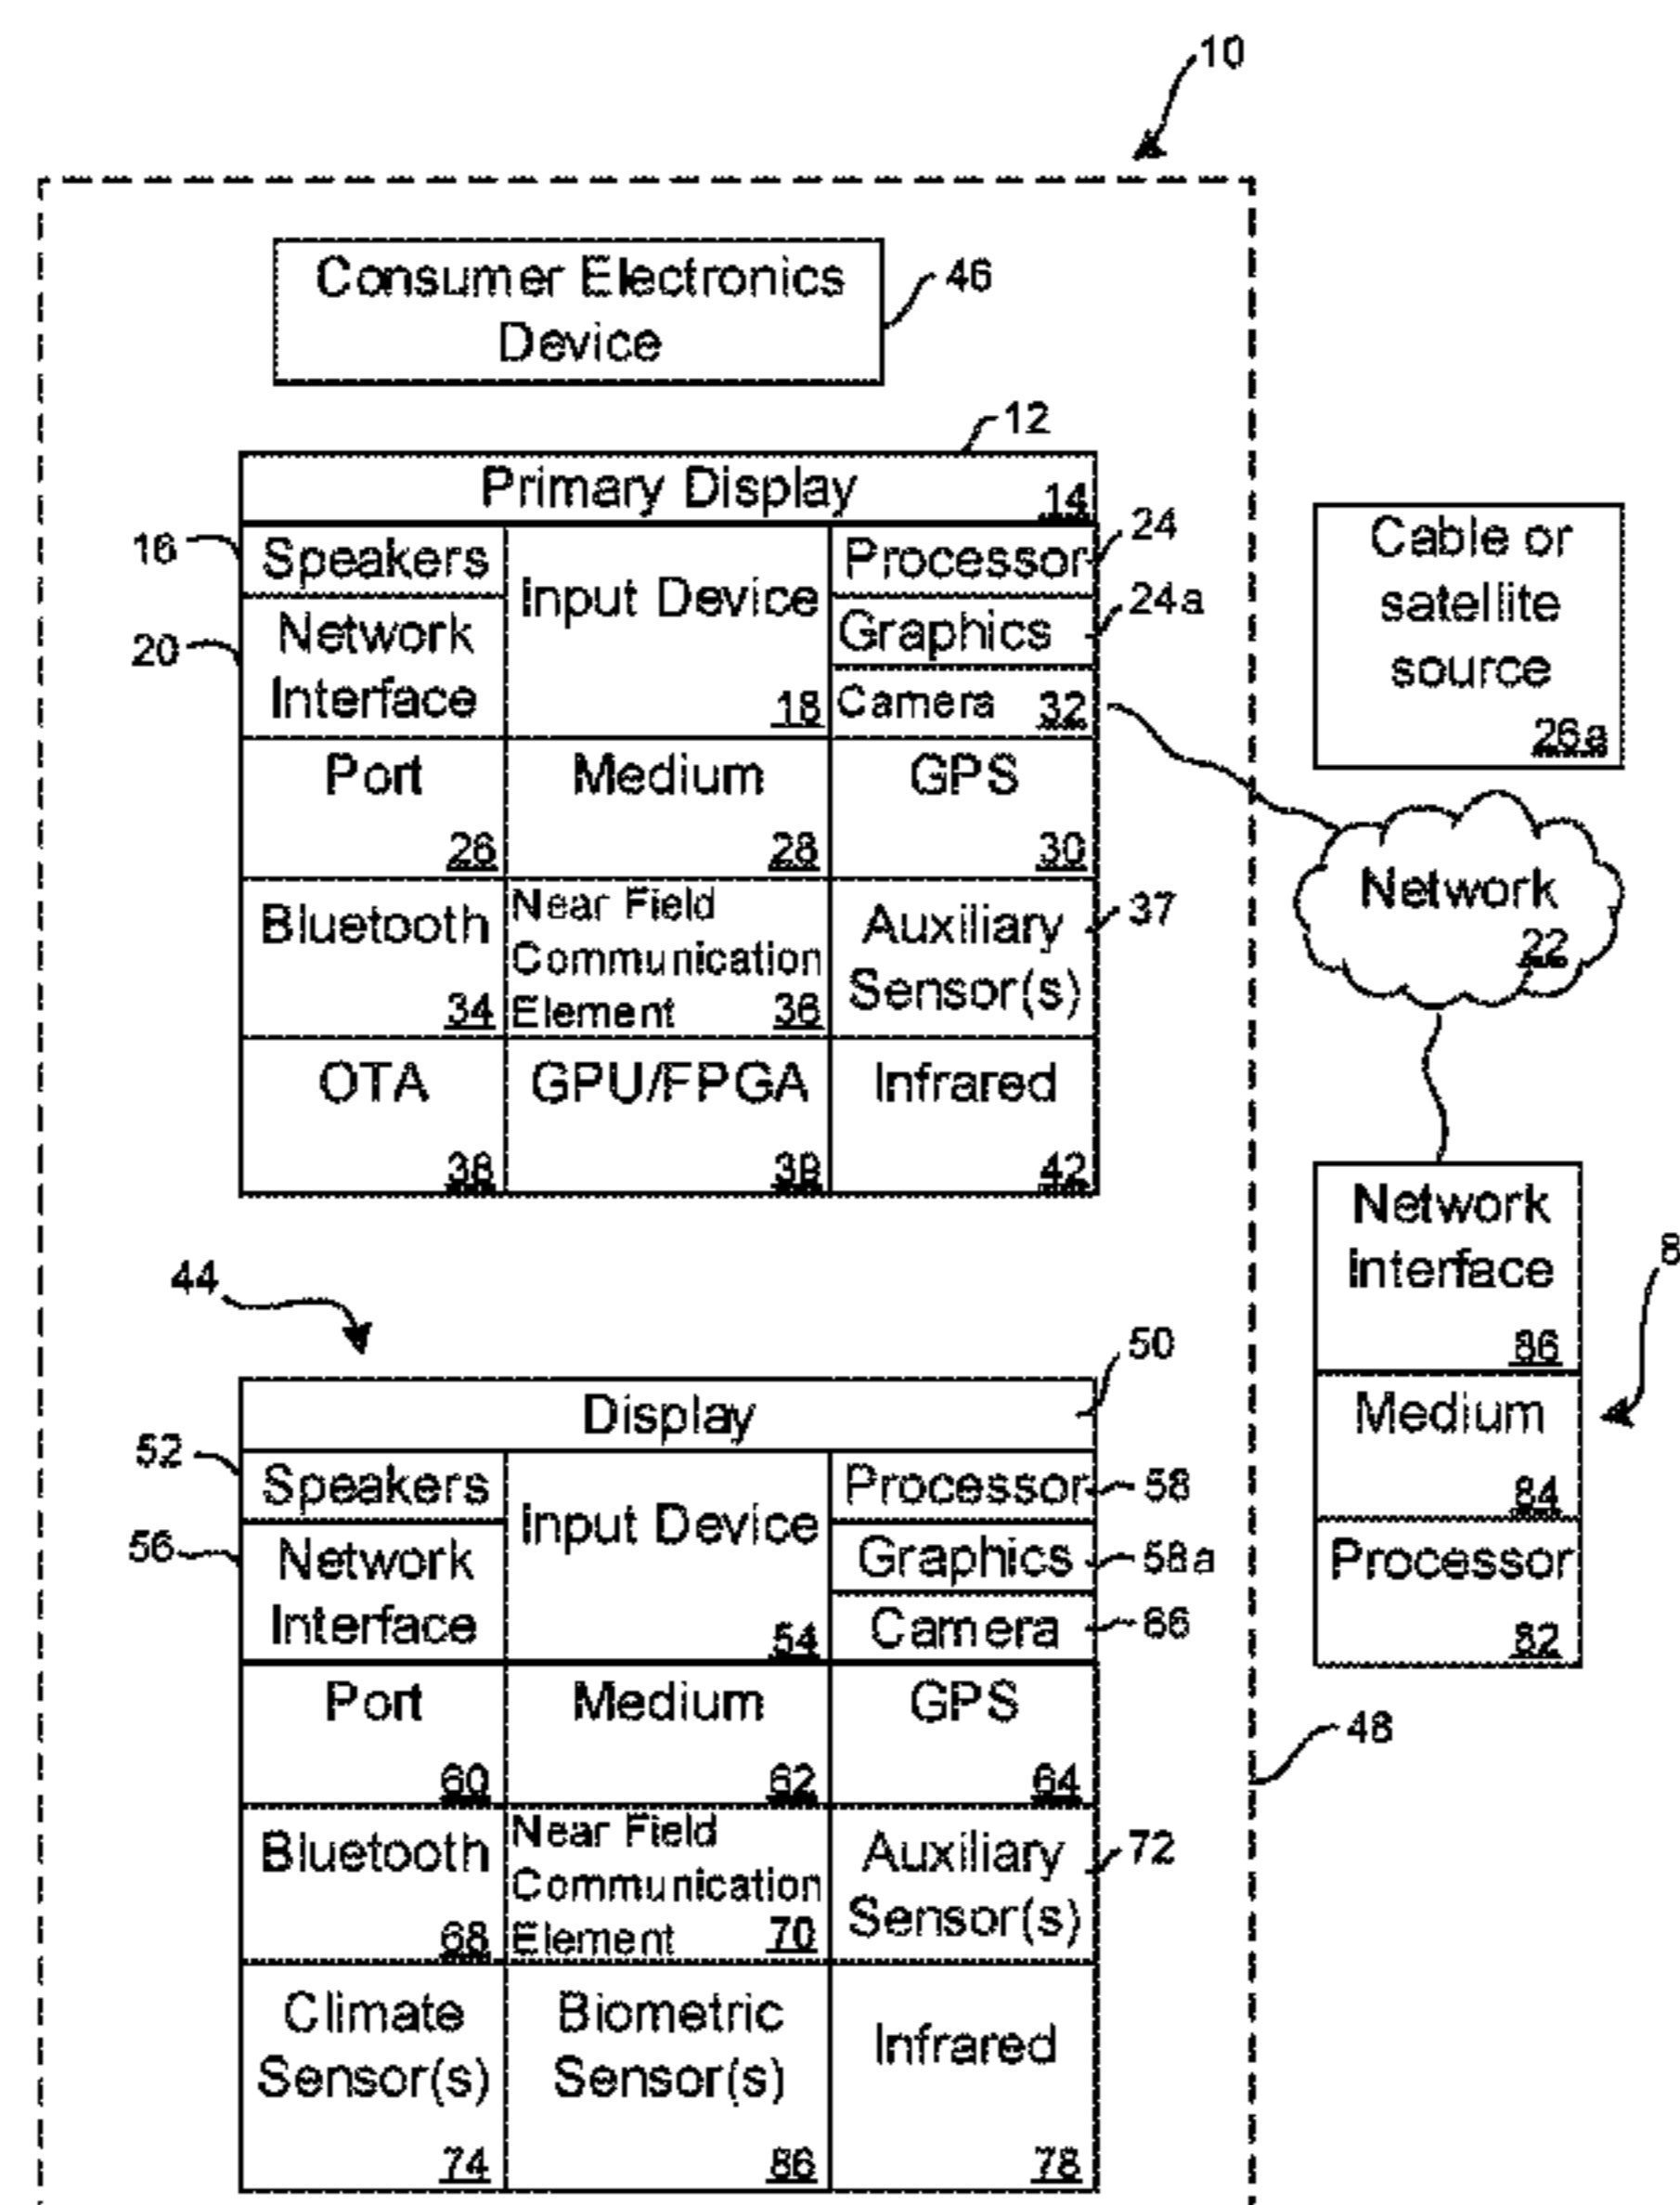 10
Consumer Electronics
Device
46
12
Primary Display
14
16
Speakers
Input Device
18
Processor
24
Graphics
24a
Camera
32
20
Network
Interface
Cable or
satellite
source
26a
Port
26
Medium
28
GPS
30
Network
22
Bluetooth
34
Near Field
Communication
Element
36
Auxiliary
Sensor(s)
37
OTA
38
GPU/FPGA
39
Infrared
42
Network
Interface
86
Medium
84
Processor
82
8
44
50
Display
52
Speakers
Input Device
54
Processor
58
Graphics
58a
Camera
66
56
Network
Interface
Port
60
Medium
62
GPS
64
48
Bluetooth
68
Near Field
Communication
Element
70
Auxiliary
Sensor(s)
72
Climate
Sensor(s)
74
Biometric
Sensor(s)
86
Infrared
78